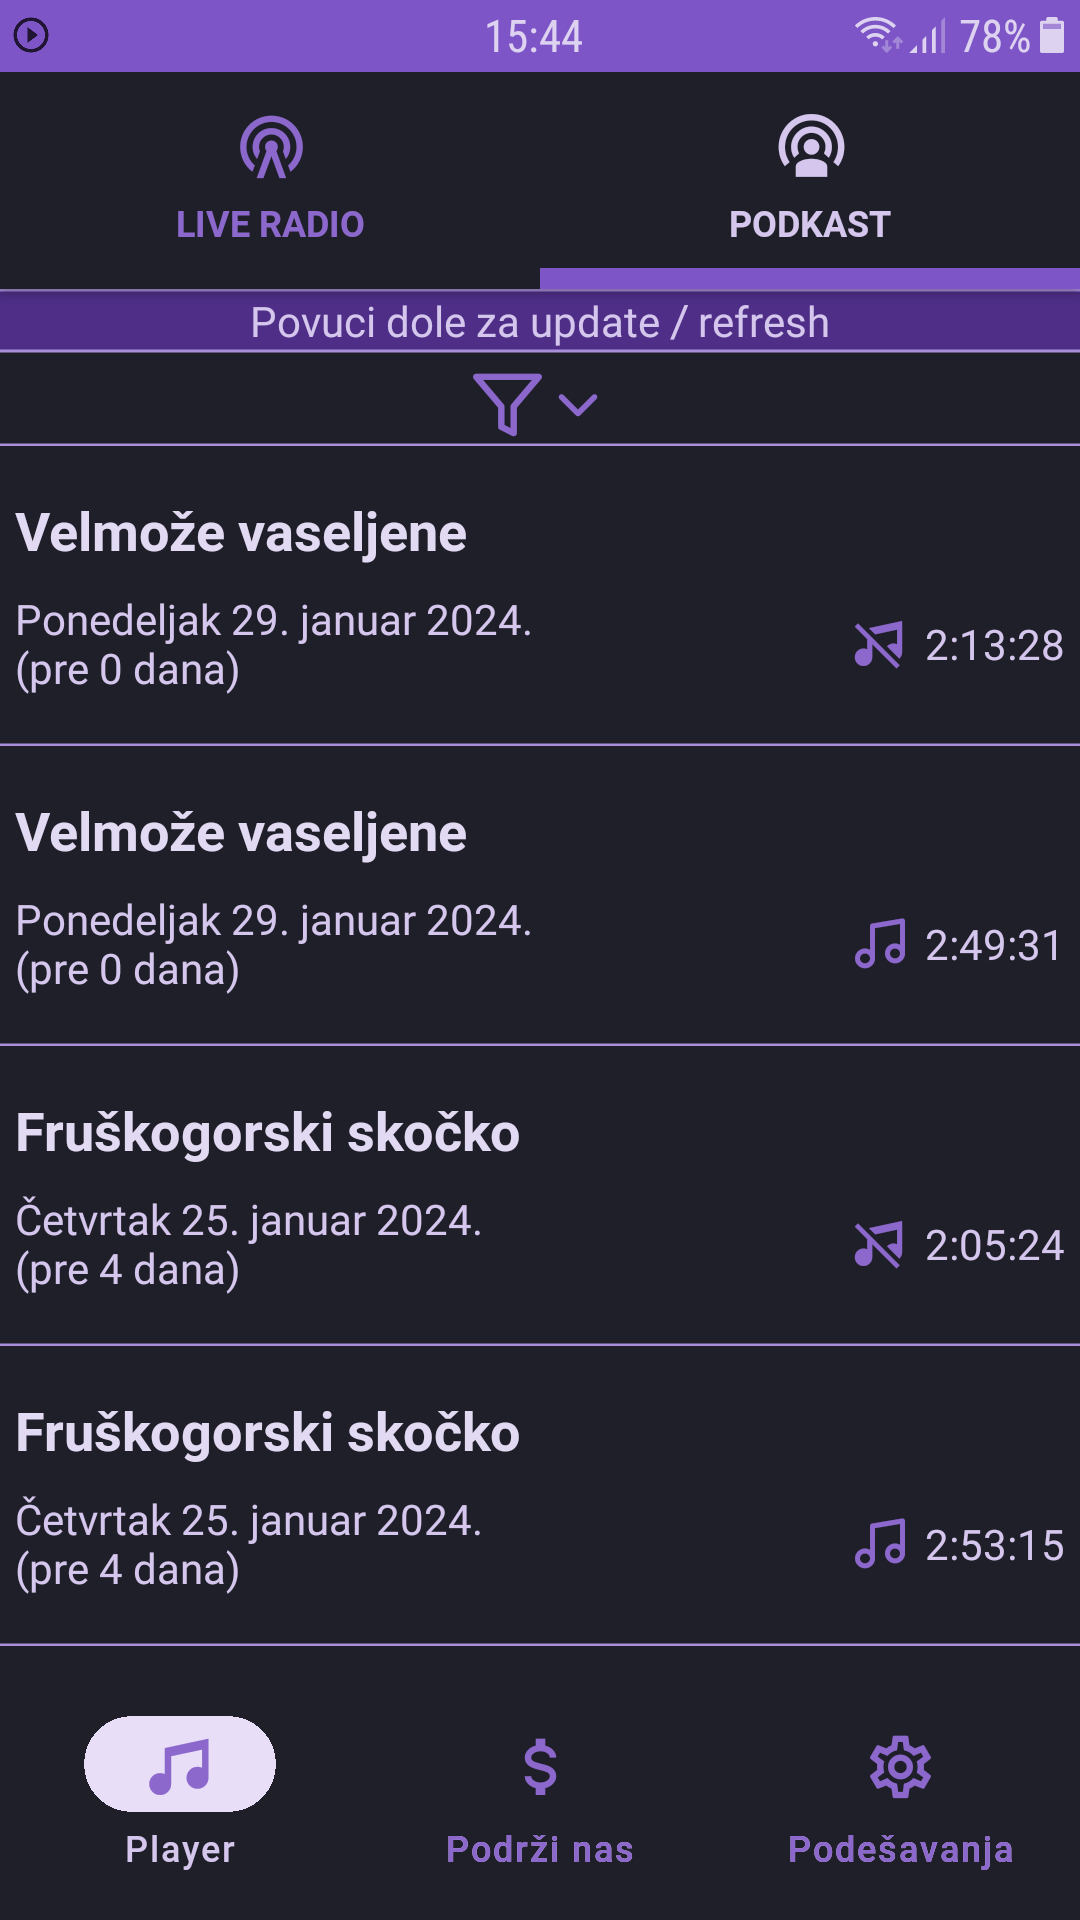 15:44
78%
LIVE RADIO
PODKAST
Povuci dole za update / refresh
Velmože vaseljene
Ponedeljak 29. januar 2024.
(pre 0 dana)
2:13:28
Velmože vaseljene
Ponedeljak 29. januar 2024.
(pre 0 dana)
2:49:31
Fruškogorski skočko
Četvrtak 25. januar 2024.
(pre 4 dana)
2:05:24
Fruškogorski skočko
Četvrtak 25. januar 2024.
(pre 4 dana)
2:53:15
Player
Podrži nas
Podešavanja